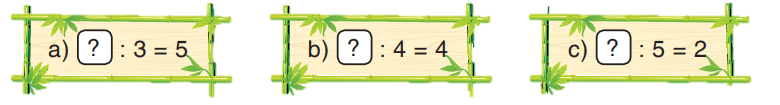 a) ? : 3 = 5
b) ? : 4 = 4
c) ? : 5 = 2